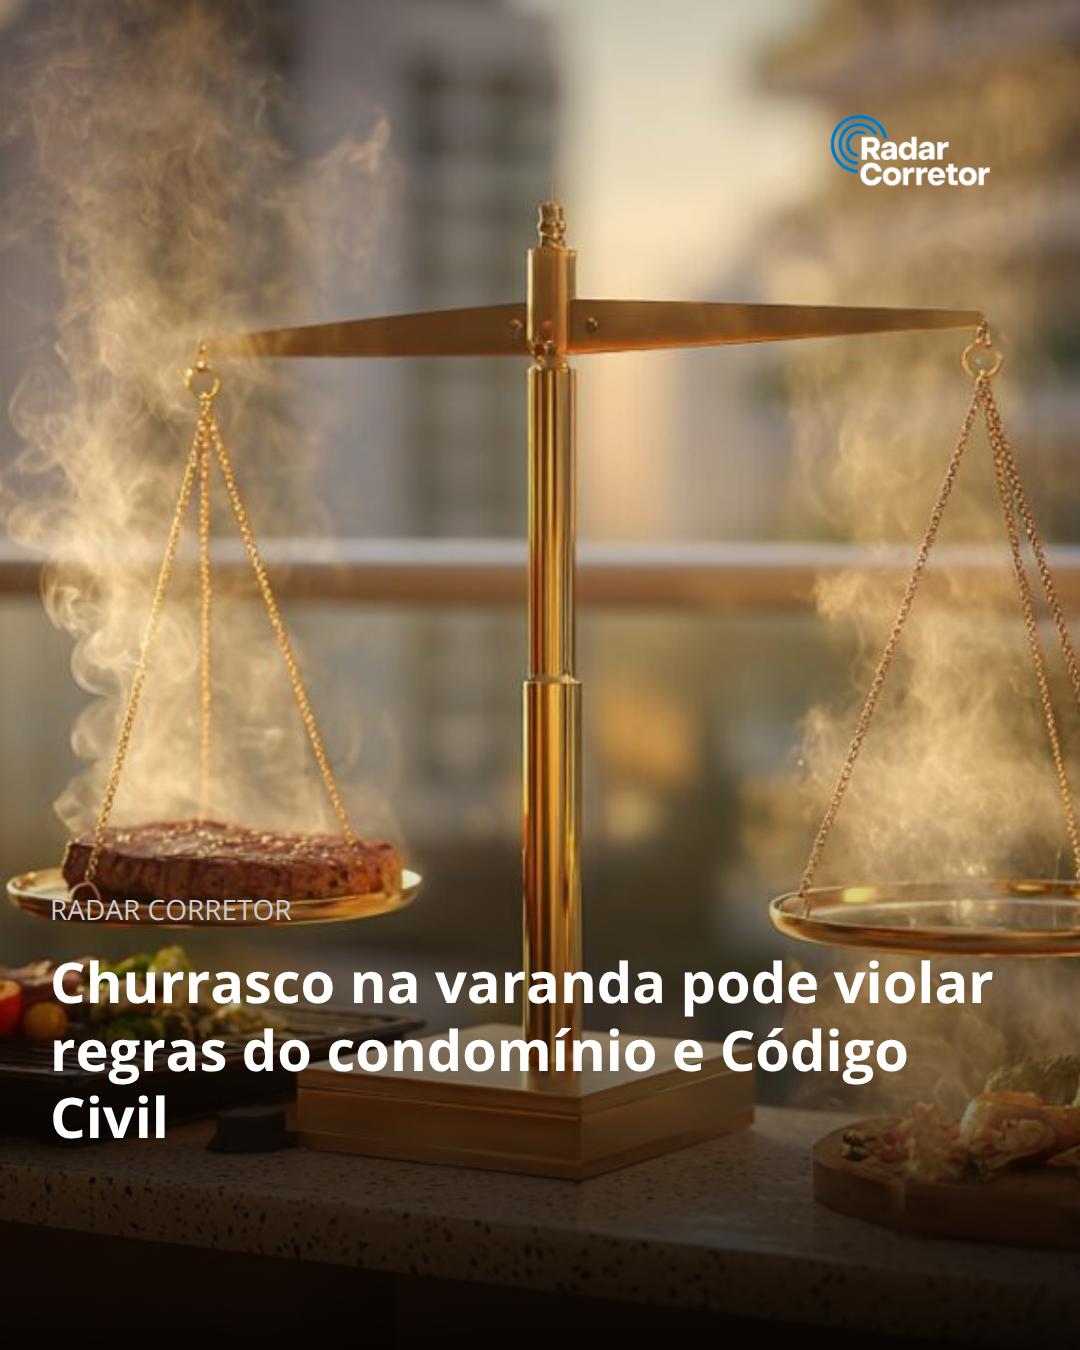 Radar
Corretor
RADAR CORRETOR
Churrasco na varanda pode violar
regras do condomínio e Código
Civil